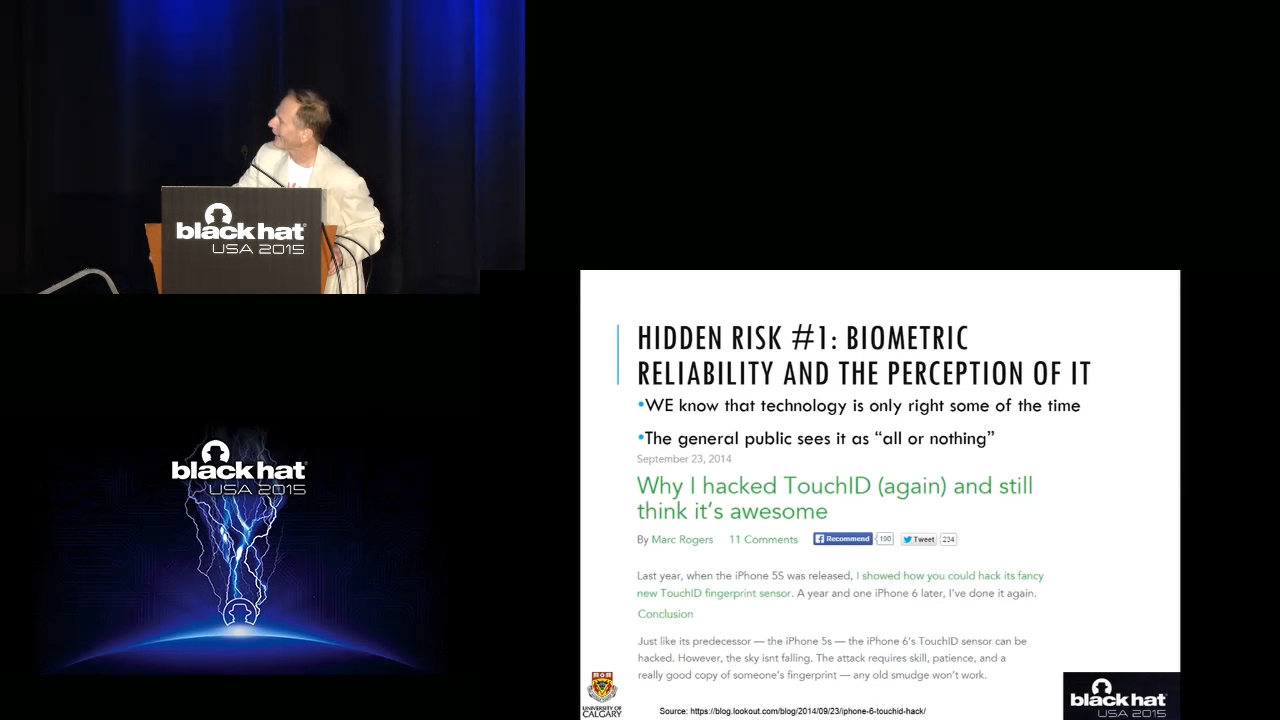 black hat
USA 2015
black hat
USA 2015
HIDDEN RISK #1: BIOMETRIC
RELIABILITY AND THE PERCEPTION OF IT
•WE know that technology is only right some of the time
•The general public sees it as “all or nothing”
September 23, 2014
Why I hacked TouchID (again) and still
think it’s awesome
By Marc Rogers 11 Comments Recommend 190 Tweet 234
Last year, when the iPhone 5S was released, I showed how you could hack its fancy
new TouchID fingerprint sensor. A year and one iPhone 6 later, I’ve done it again.
Conclusion
Just like its predecessor — the iPhone 5s — the iPhone 6’s TouchID sensor can be
hacked. However, the sky isnt falling. The attack requires skill, patience, and a
really good copy of someone’s fingerprint — any old smudge won’t work.
UNIVERSITY OF
CALGARY
Source: https://blog.lookout.com/blog/2014/09/23/iphone-6-touchid-hack/
black hat
USA 2015